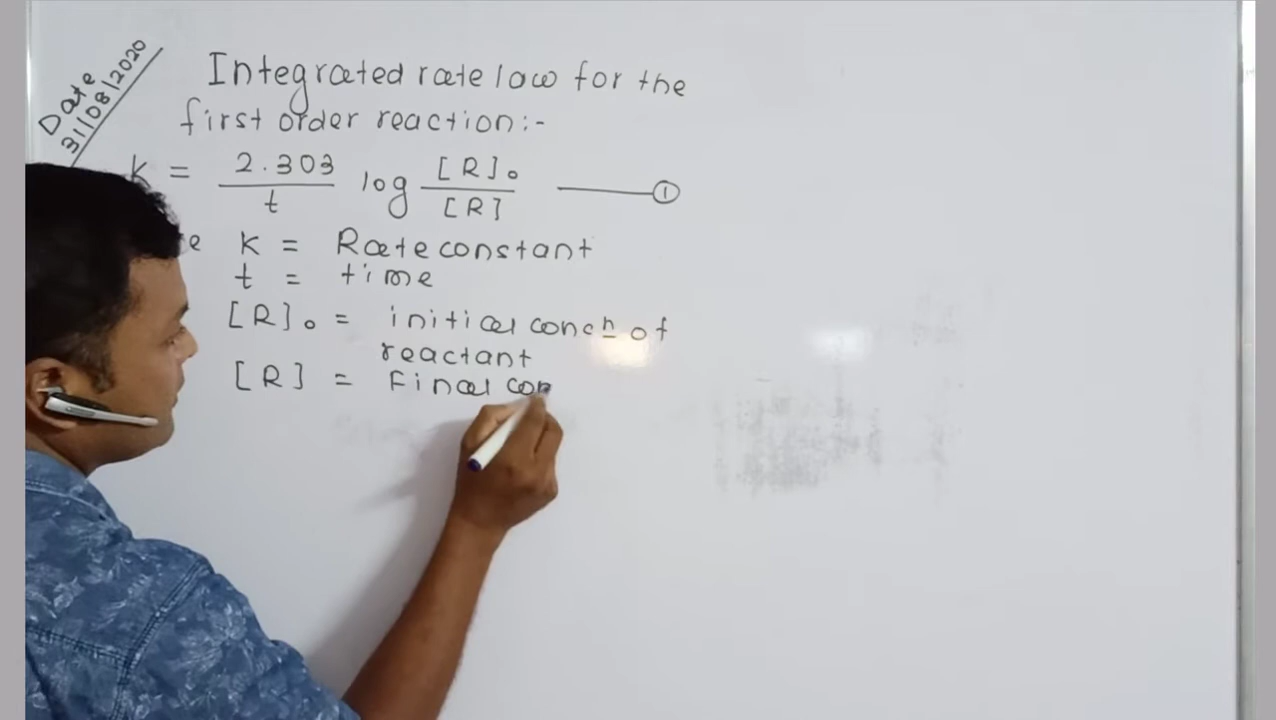 Date
31/08/2020
Integrated rate law for the
first order reaction:-
K = 2.303/t log [R]₀/[R] ①
K = Rate constant
t = time
[R]₀ = initial concn of
reactant
[R] = Final con